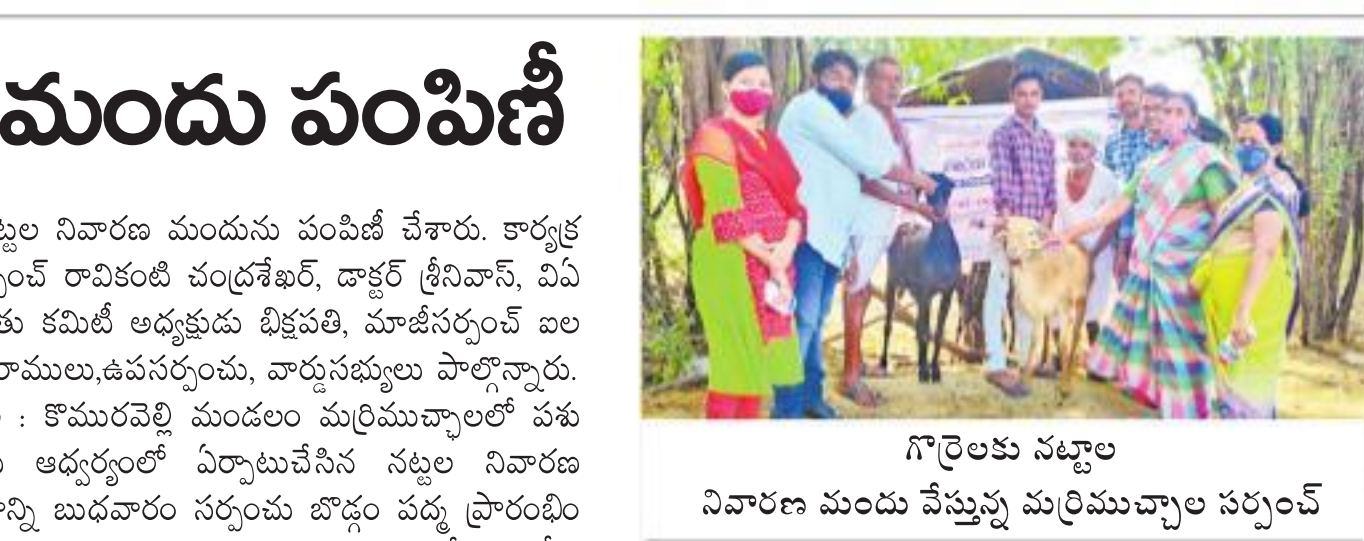 మందు పంపిణీ
ట్టల నివారణ మందును పంపిణీ చేశారు. కార్యక్ర
ంచ్ రావికంటి చంద్రశేఖర్, డాక్టర్ శ్రీనివాస్, విఏ
తు కమిటీ అధ్యక్షుడు భిక్షపతి, మాజీసర్పంచ్ ఐల
రాములు,ఉపసర్పంచు, వార్డుసభ్యులు పాల్గొన్నారు.
: కొమురవెల్లి మండలం మర్రిముచ్చాలలో పశు
ఆధ్వర్యంలో ఏర్పాటుచేసిన నట్టల నివారణ
న్ని బుధవారం సర్పంచు బొడ్గం పద్మ ప్రారంభిం
గొర్రెలకు నట్టాల
నివారణ మందు వేస్తున్న మర్రిముచ్చాల సర్పంచ్